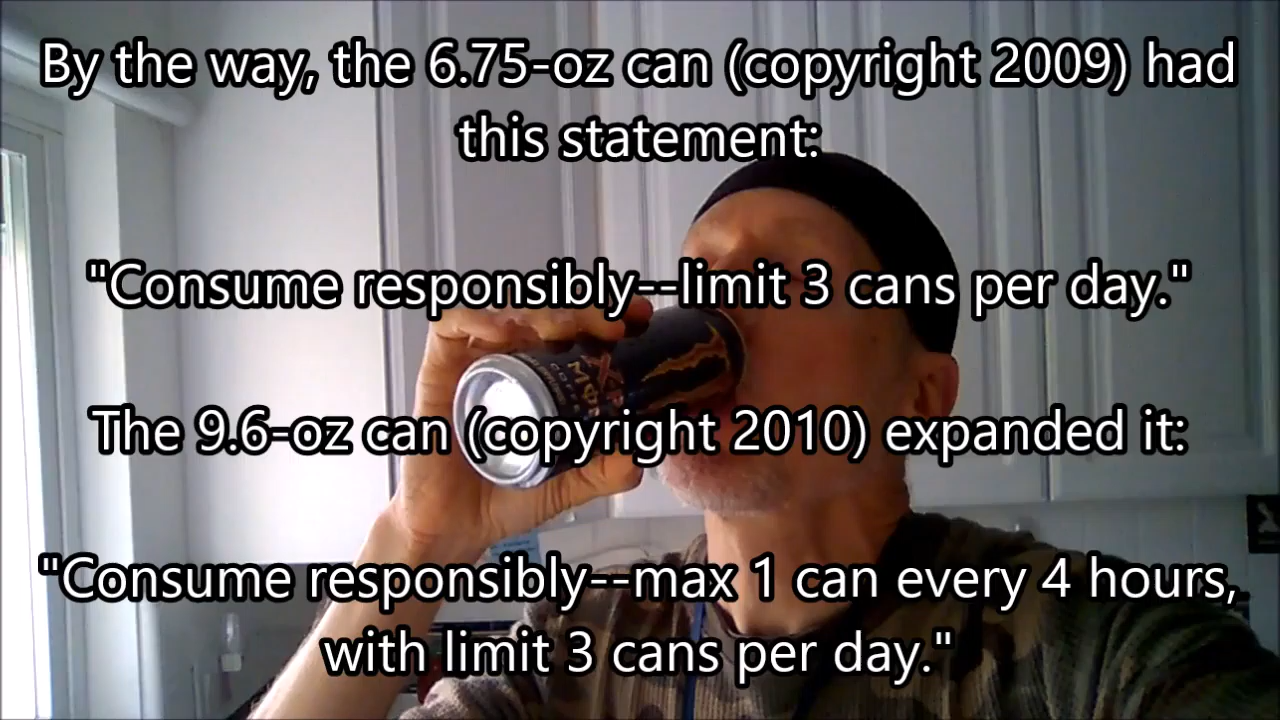 By the way, the 6.75-oz can (copyright 2009) had
this statement:
"Consume responsibly--limit 3 cans per day."
The 9.6-oz can (copyright 2010) expanded it:
"Consume responsibly--max 1 can every 4 hours,
with limit 3 cans per day."